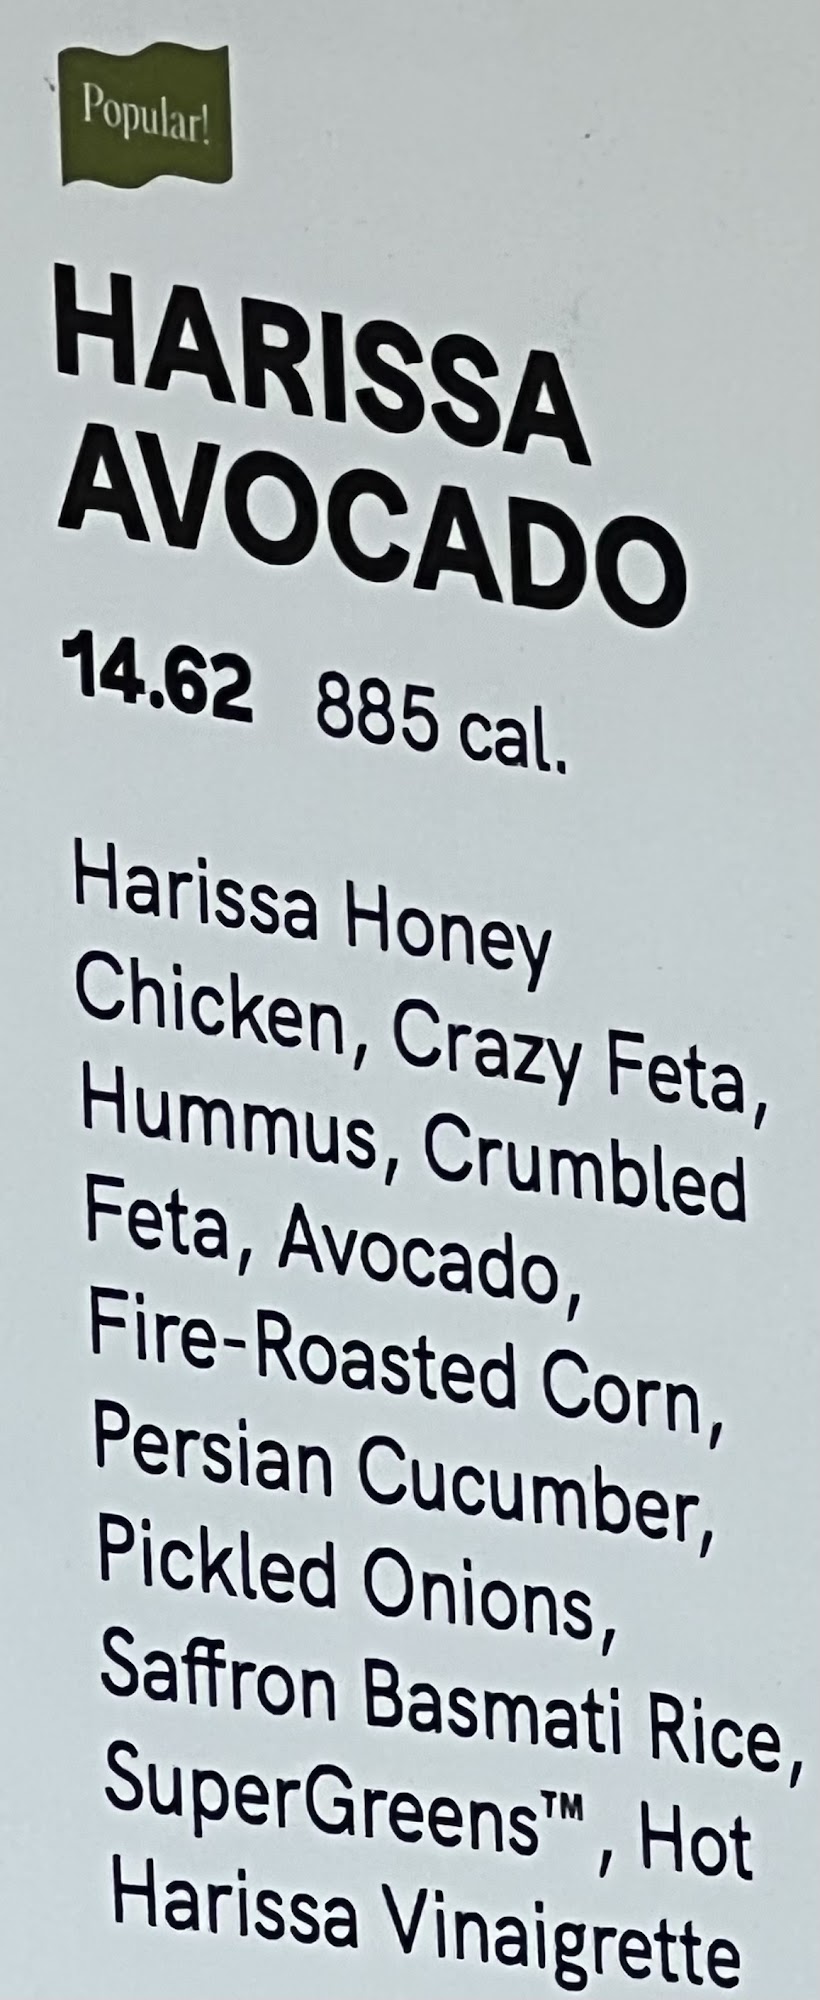 Popular!
HARISSA
AVOCADO
14.62 885 cal.
Harissa Honey
Chicken, Crazy Feta,
Hummus, Crumbled
Feta, Avocado,
Fire-Roasted Corn,
Persian Cucumber,
Pickled Onions,
Saffron Basmati Rice,
SuperGreens™, Hot
Harissa Vinaigrette